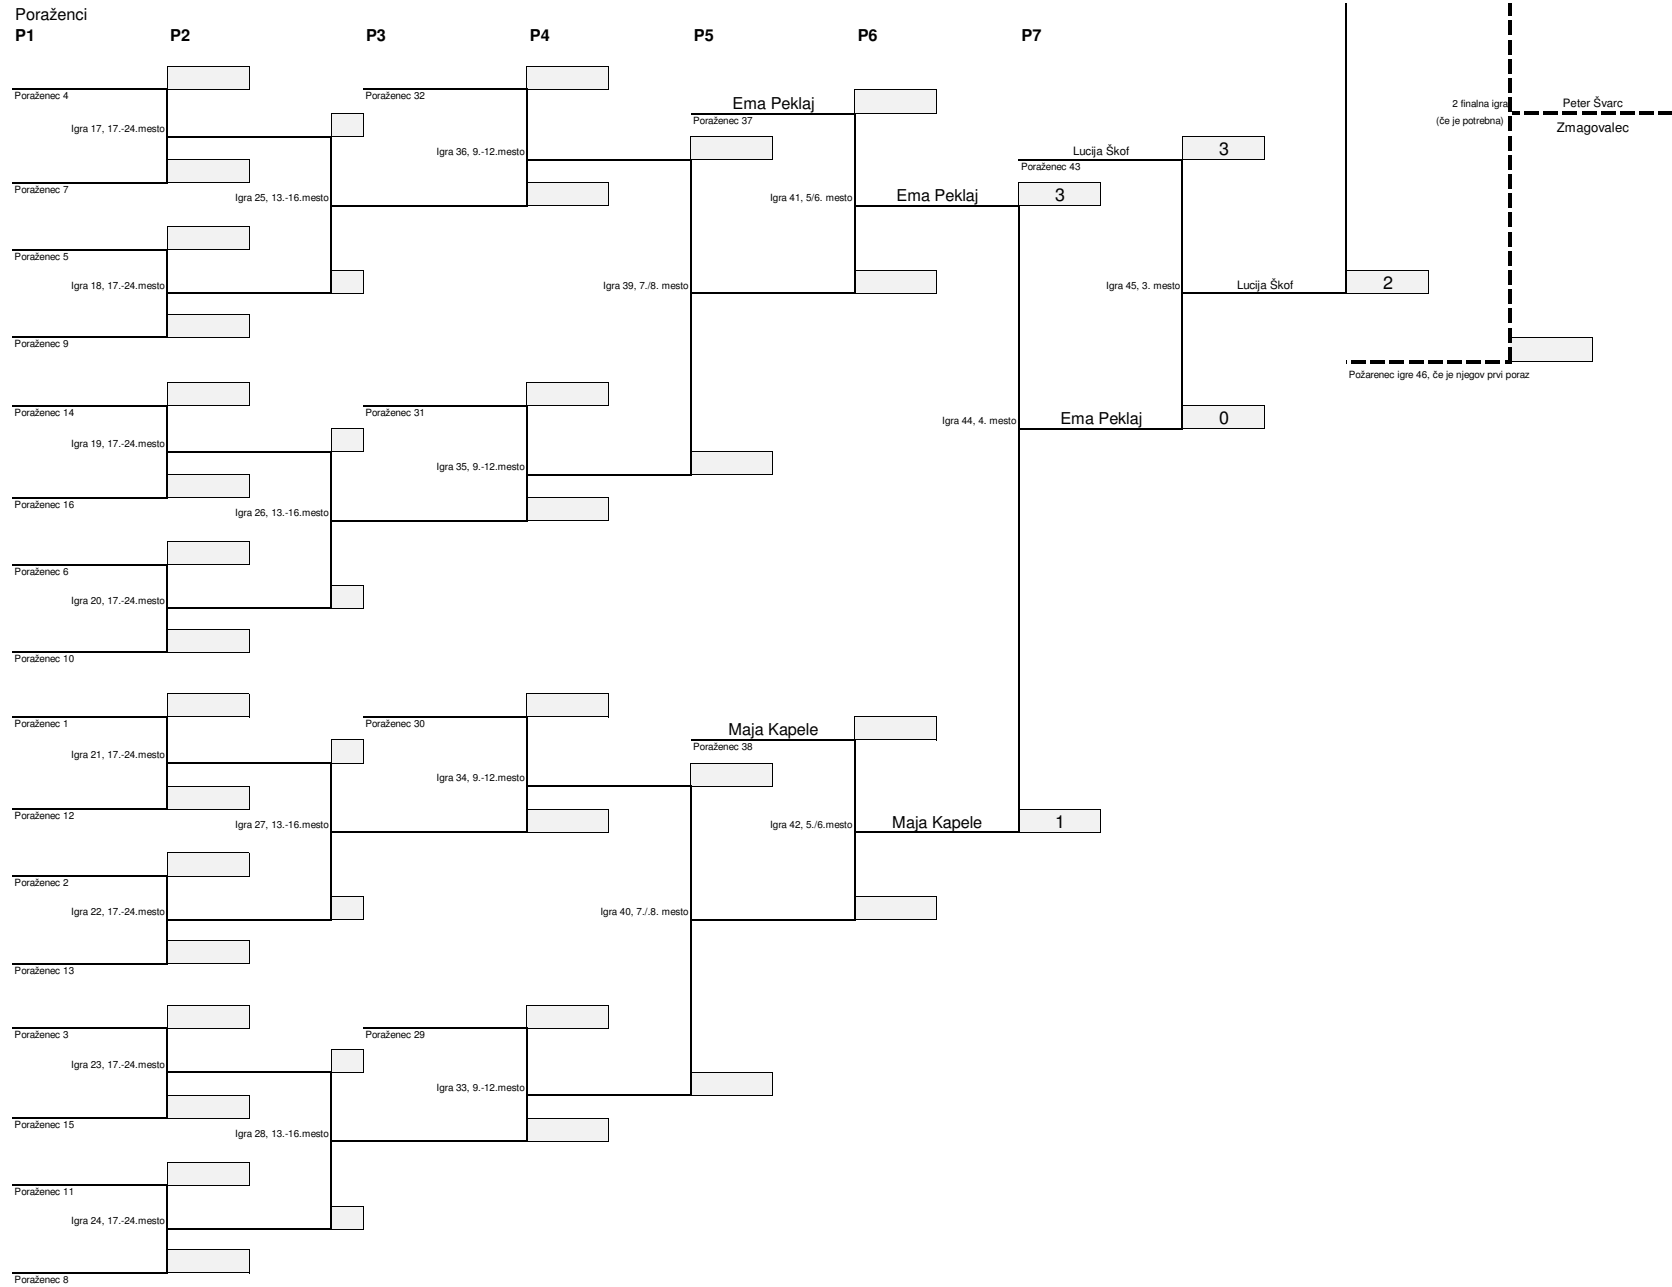 Poraženci
P1 P2 P3 P4 P5 P6 P7
Poraženec 4
Igra 17, 17.-24.mesto
Poraženec 7
Igra 25, 13.-16.mesto
Poraženec 5
Igra 18, 17.-24.mesto
Poraženec 9
Poraženec 14
Igra 19, 17.-24.mesto
Poraženec 16
Igra 26, 13.-16.mesto
Poraženec 6
Igra 20, 17.-24.mesto
Poraženec 10
Poraženec 1
Igra 21, 17.-24.mesto
Poraženec 12
Igra 27, 13.-16.mesto
Poraženec 2
Igra 22, 17.-24.mesto
Poraženec 13
Poraženec 3
Igra 23, 17.-24.mesto
Poraženec 15
Igra 28, 13.-16.mesto
Poraženec 11
Igra 24, 17.-24.mesto
Poraženec 8
Poraženec 32
Igra 36, 9.-12.mesto
Poraženec 31
Igra 35, 9.-12.mesto
Poraženec 30
Igra 34, 9.-12.mesto
Poraženec 29
Igra 33, 9.-12.mesto
Igra 39, 7./8. mesto
Igra 40, 7./.8. mesto
Ema Peklaj
Poraženec 37
Igra 41, 5/6. mesto
Maja Kapele
Poraženec 38
Igra 42, 5./6.mesto
Ema Peklaj
3
Igra 44, 4. mesto
Maja Kapele
1
Lucija Škof
3
Poraženec 43
Igra 45, 3. mesto
Ema Peklaj
0
Lucija Škof
2
2 finalna igra
(če je potrebna)
Peter Švarc
Zmagovalec
Požarenec igre 46, če je njegov prvi poraz